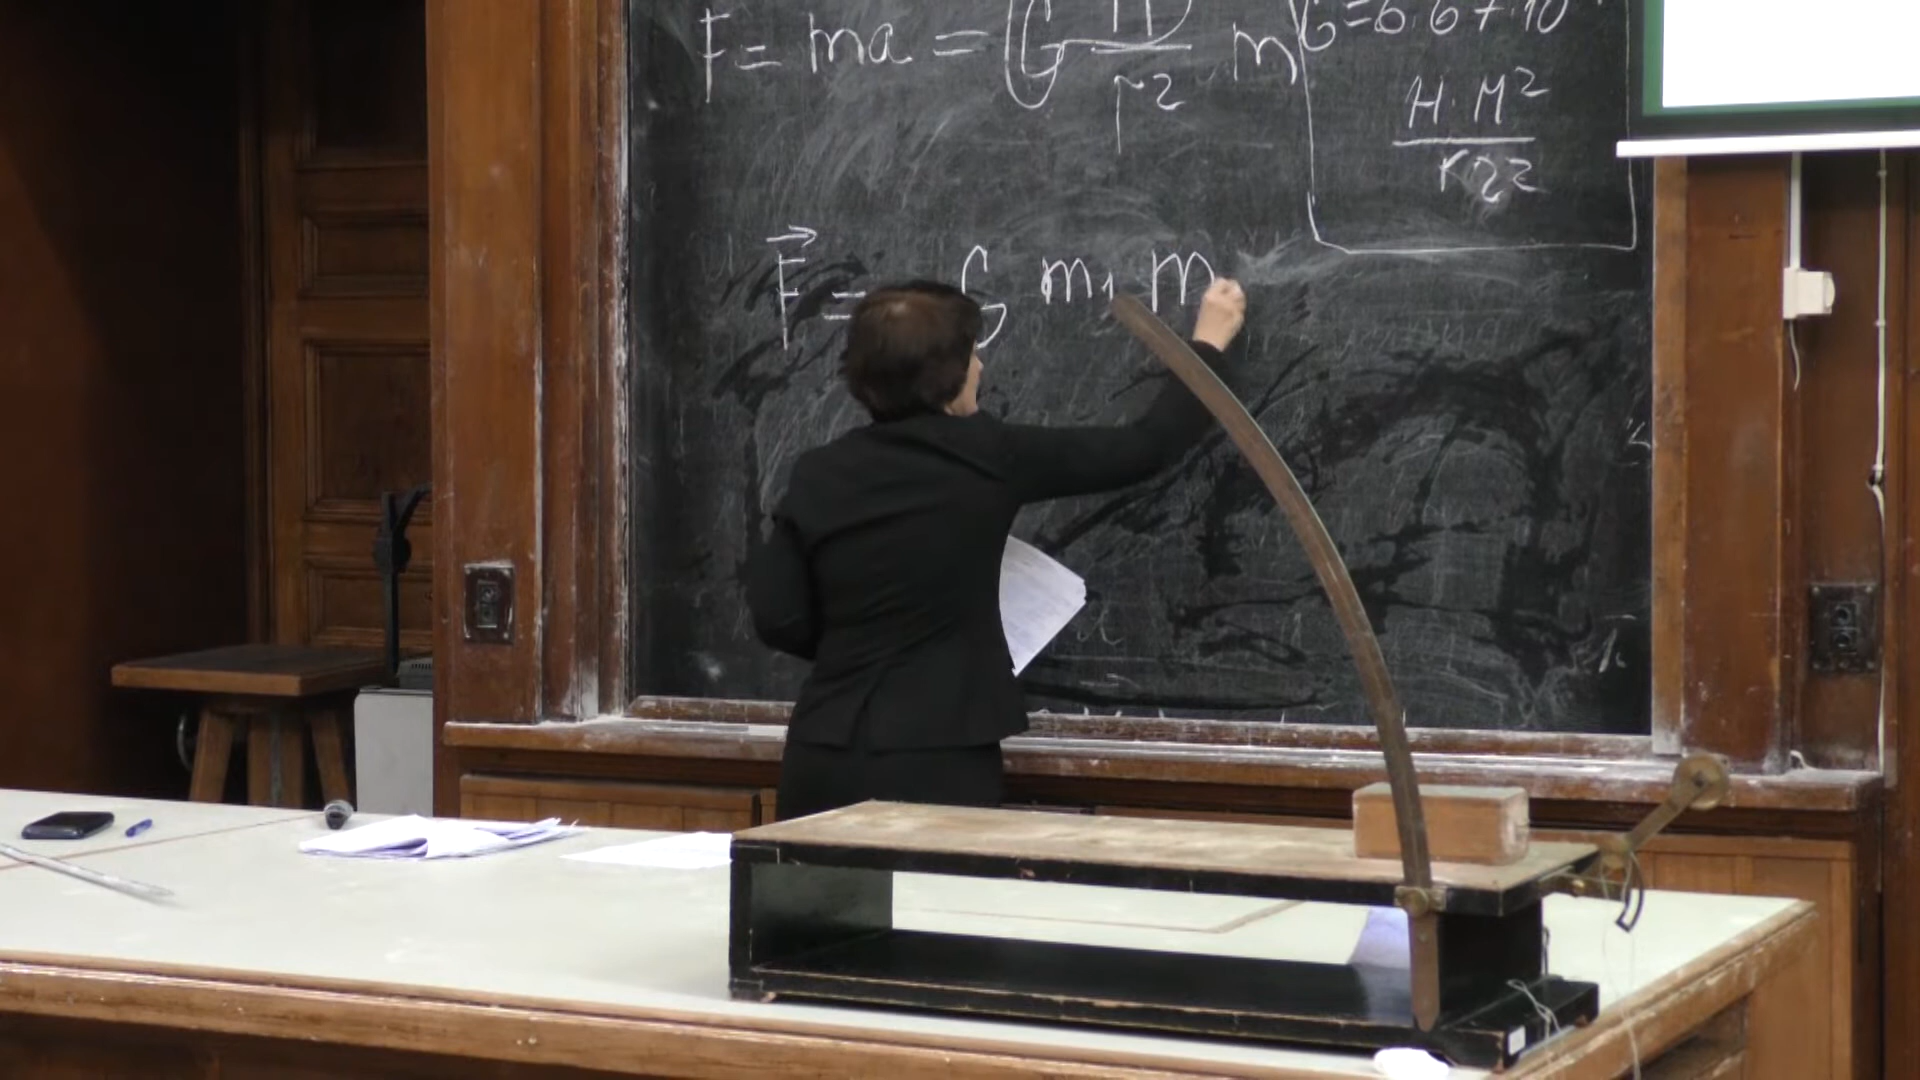 F = ma = G M/r² m
G = 6.67·10
Н·м²
кг²
F⃗ = G m₁ m